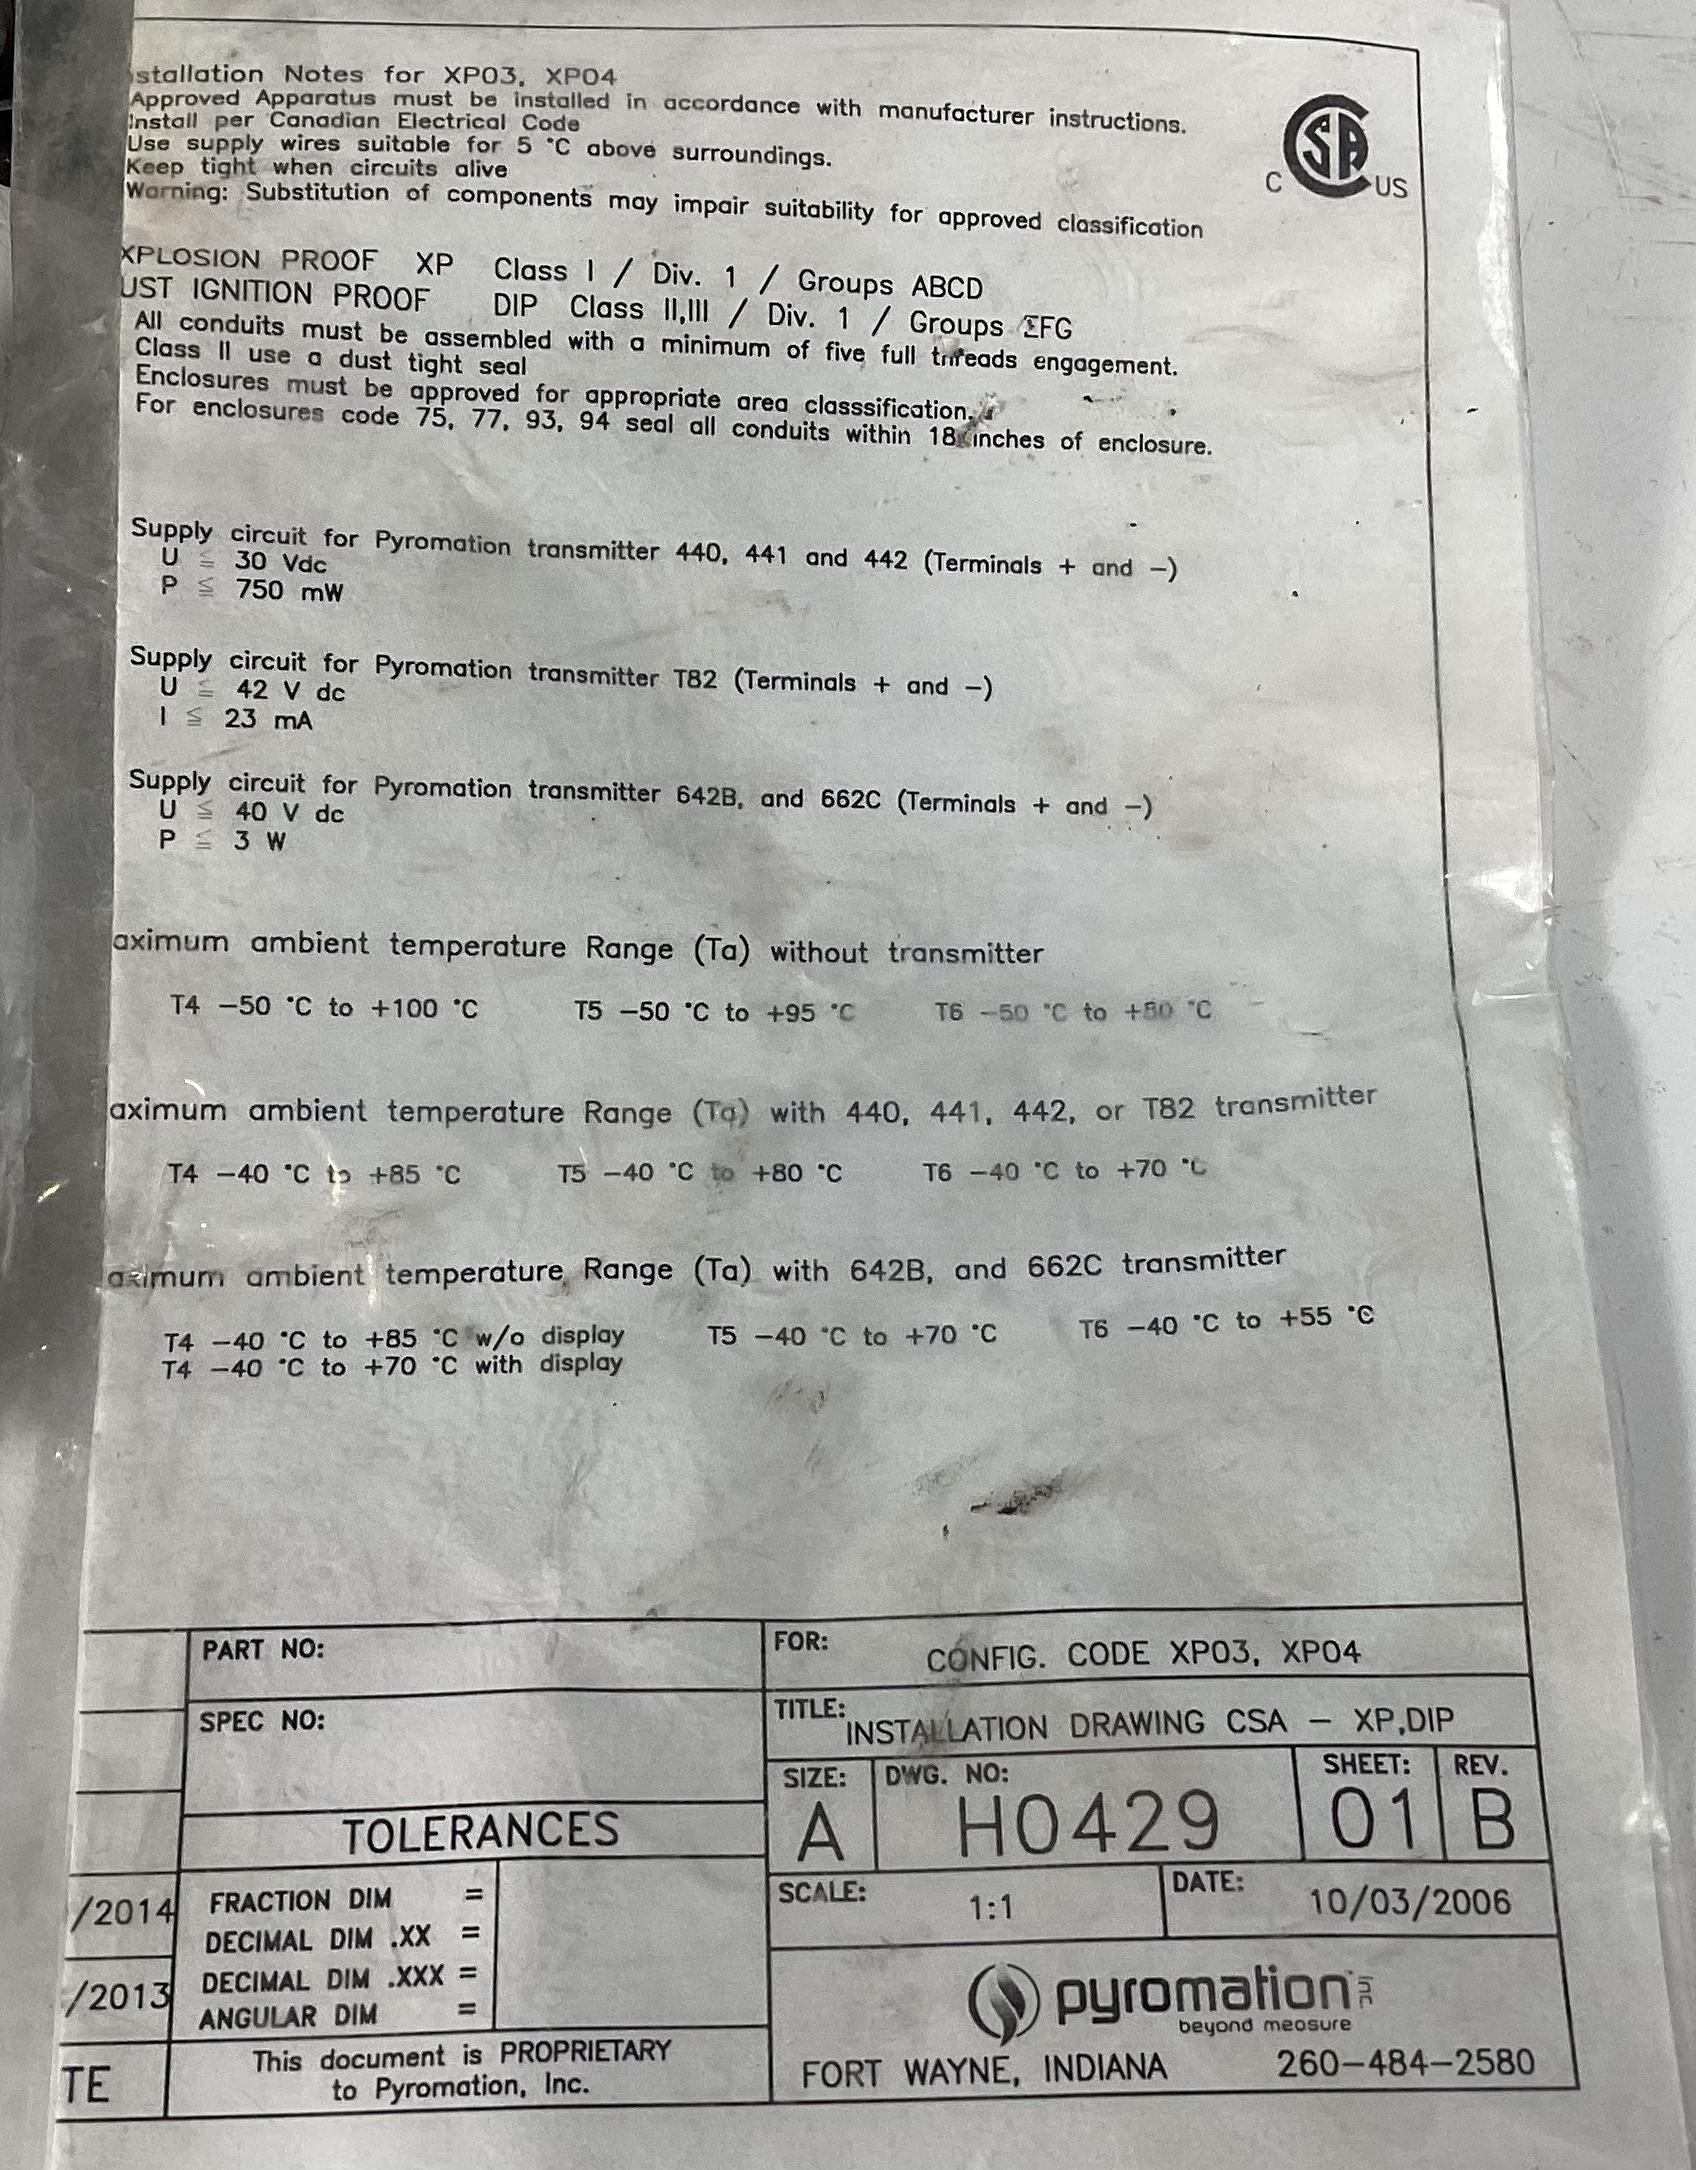 stallation Notes for XP03, XP04
Approved Apparatus must be installed in accordance with manufacturer instructions.
Install per Canadian Electrical Code
Use supply wires suitable for 5 °C above surroundings.
Keep tight when circuits alive
Warning: Substitution of components may impair suitability for approved classification
C SA US
XPLOSION PROOF XP Class I / Div. 1 / Groups ABCD
UST IGNITION PROOF DIP Class II,III / Div. 1 / Groups EFG
All conduits must be assembled with a minimum of five full threads engagement.
Class II use a dust tight seal
Enclosures must be approved for appropriate area classsification.
For enclosures code 75, 77, 93, 94 seal all conduits within 18 inches of enclosure.
Supply circuit for Pyromation transmitter 440, 441 and 442 (Terminals + and −)
U ≦ 30 Vdc
P ≦ 750 mW
Supply circuit for Pyromation transmitter T82 (Terminals + and −)
U ≦ 42 V dc
I ≦ 23 mA
Supply circuit for Pyromation transmitter 642B, and 662C (Terminals + and −)
U ≦ 40 V dc
P ≦ 3 W
aximum ambient temperature Range (Ta) without transmitter
T4 −50 °C to +100 °C T5 −50 °C to +95 °C T6 −50 °C to +80 °C
aximum ambient temperature Range (Ta) with 440, 441, 442, or T82 transmitter
T4 −40 °C to +85 °C T5 −40 °C to +80 °C T6 −40 °C to +70 °C
aximum ambient temperature Range (Ta) with 642B, and 662C transmitter
T4 −40 °C to +85 °C w/o display T5 −40 °C to +70 °C T6 −40 °C to +55 °C
T4 −40 °C to +70 °C with display
PART NO:
SPEC NO:
TOLERANCES
/2014 FRACTION DIM =
DECIMAL DIM .XX =
/2013 DECIMAL DIM .XXX =
ANGULAR DIM =
TE
This document is PROPRIETARY
to Pyromation, Inc.
FOR: CONFIG. CODE XP03, XP04
TITLE: INSTALLATION DRAWING CSA − XP,DIP
SIZE: DWG. NO: SHEET: REV.
A H0429 01 B
SCALE: 1:1 DATE: 10/03/2006
pyromation inc
beyond measure
FORT WAYNE, INDIANA 260−484−2580